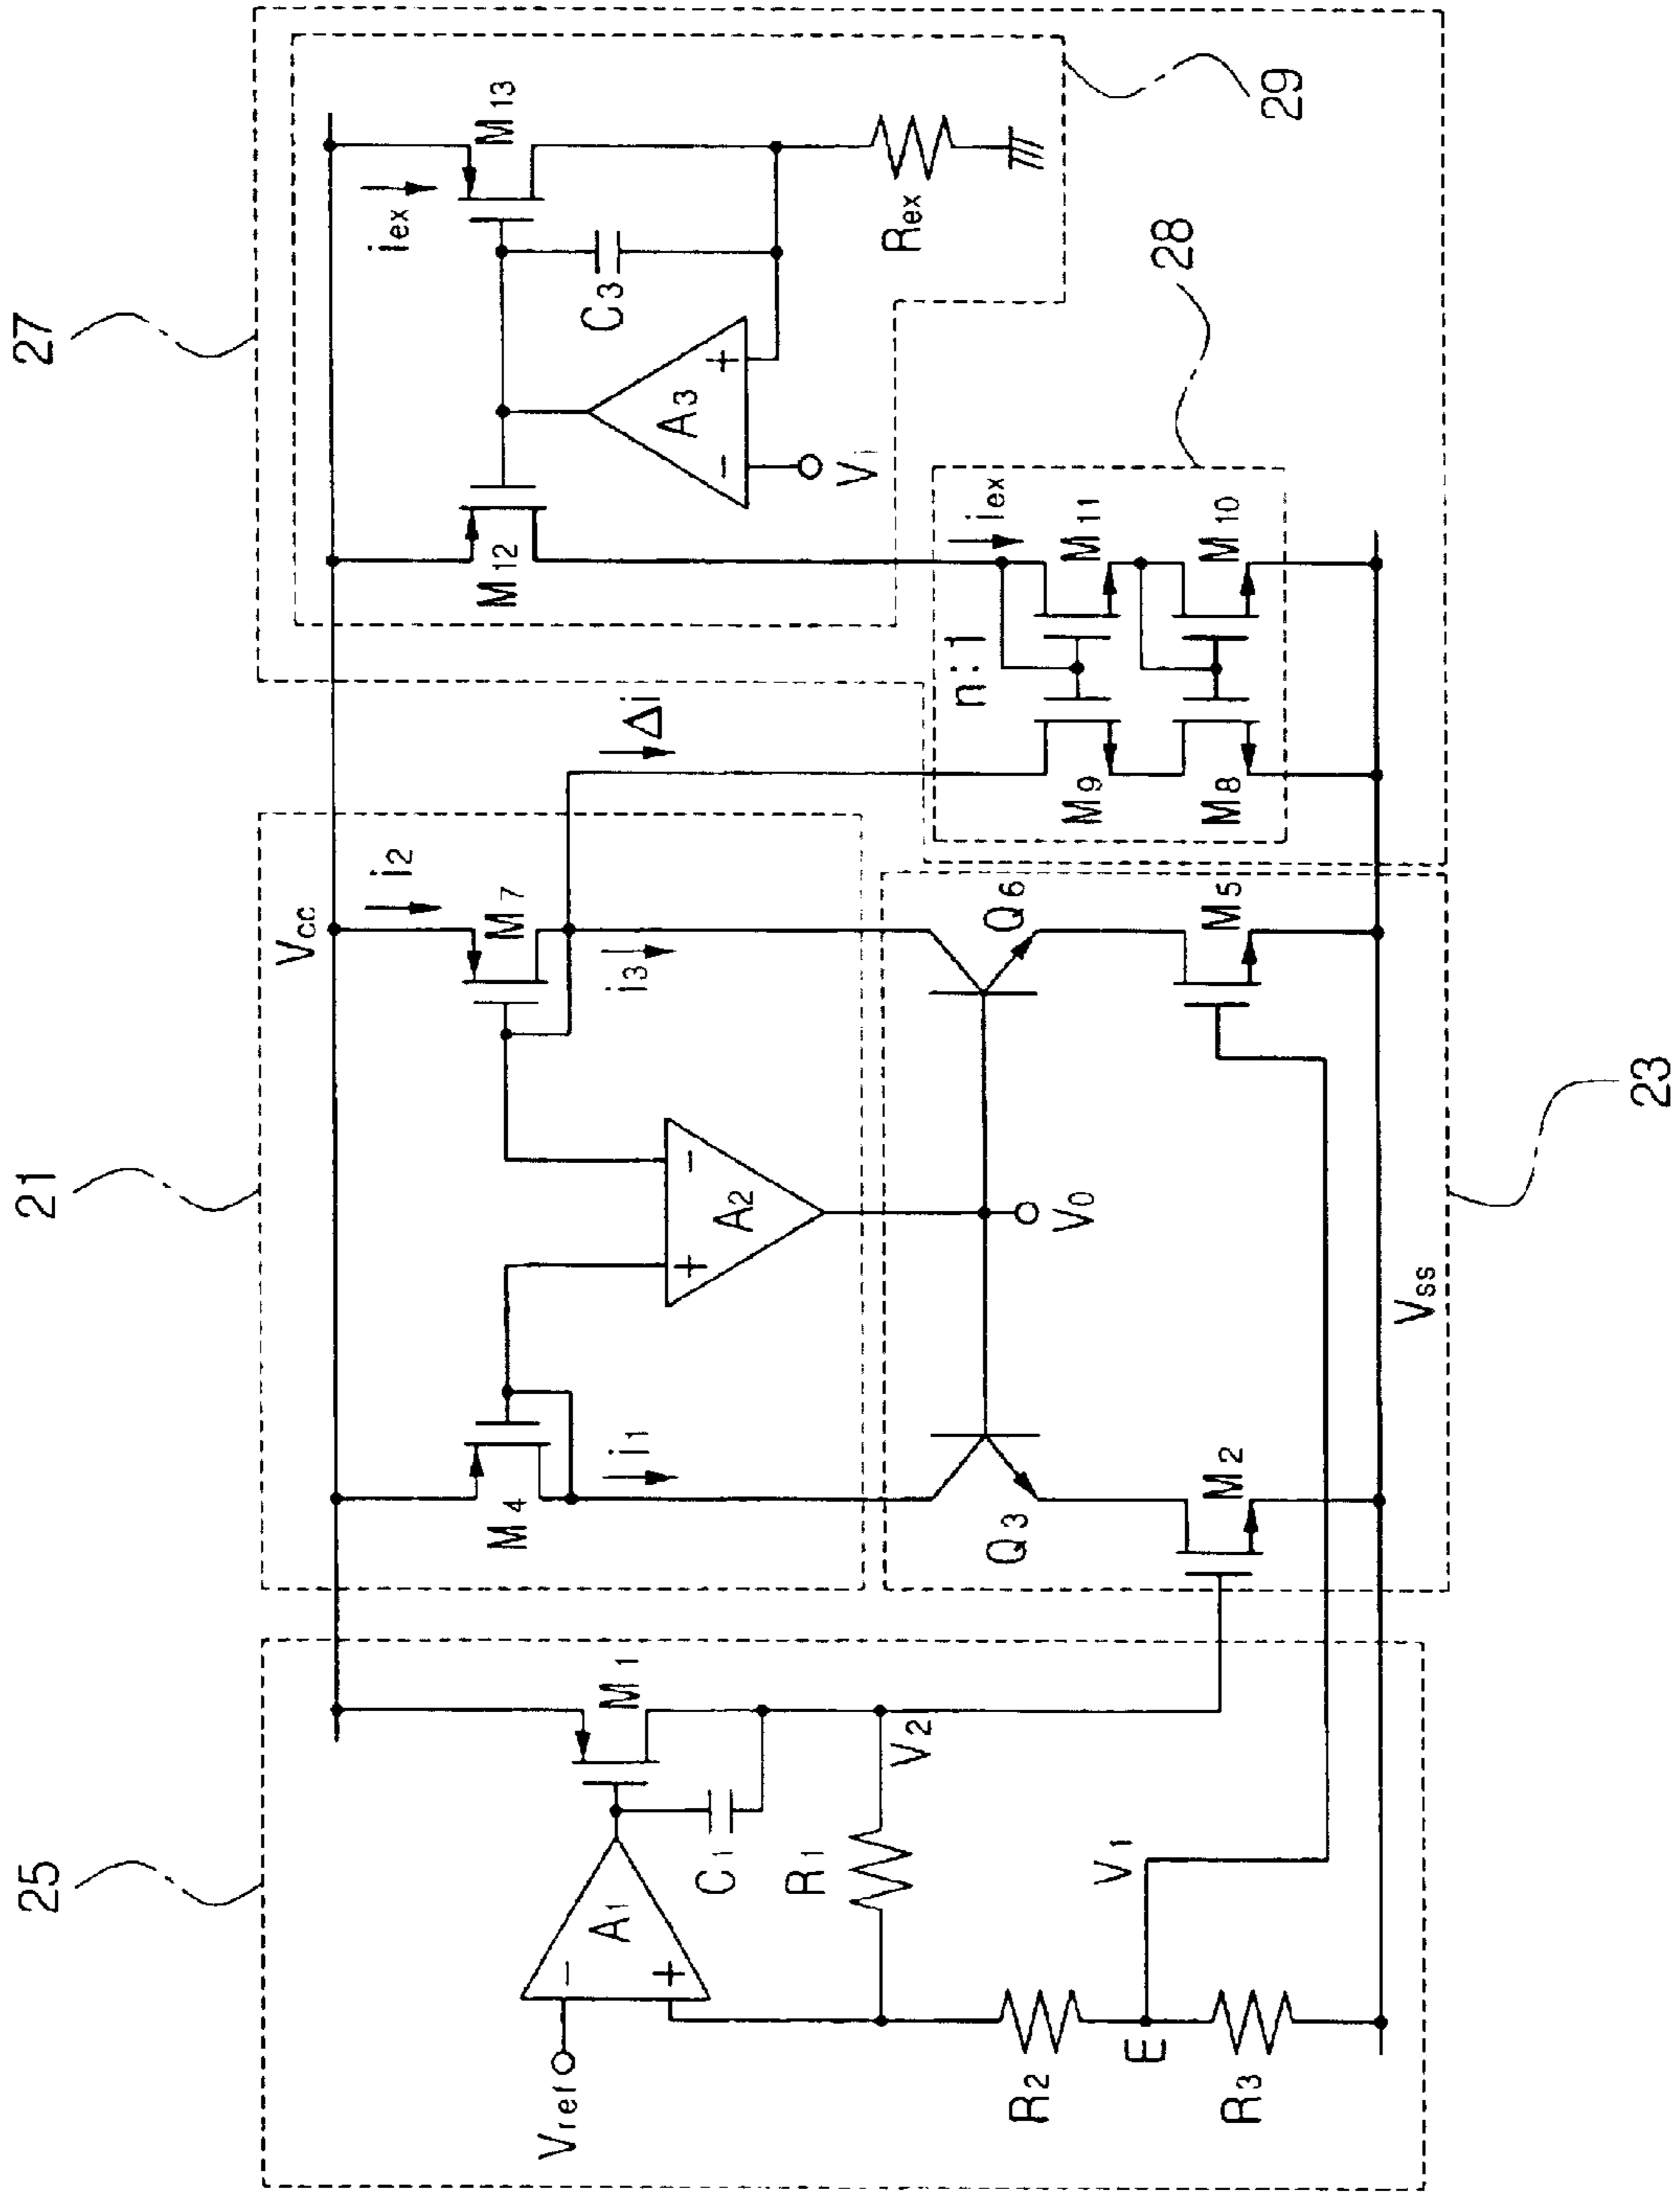 27
21
25
29
28
23
Vcc
i2
M7
i3
Δi
M4
i1
A2
+
-
Q3
Q6
V0
M2
M5
Vss
Vref
A1
-
+
M1
C1
R1
V2
R2
E
V1
R3
M12
M13
iex
A3
-
+
C3
Rex
iex
n:1
M9
M11
M8
M10